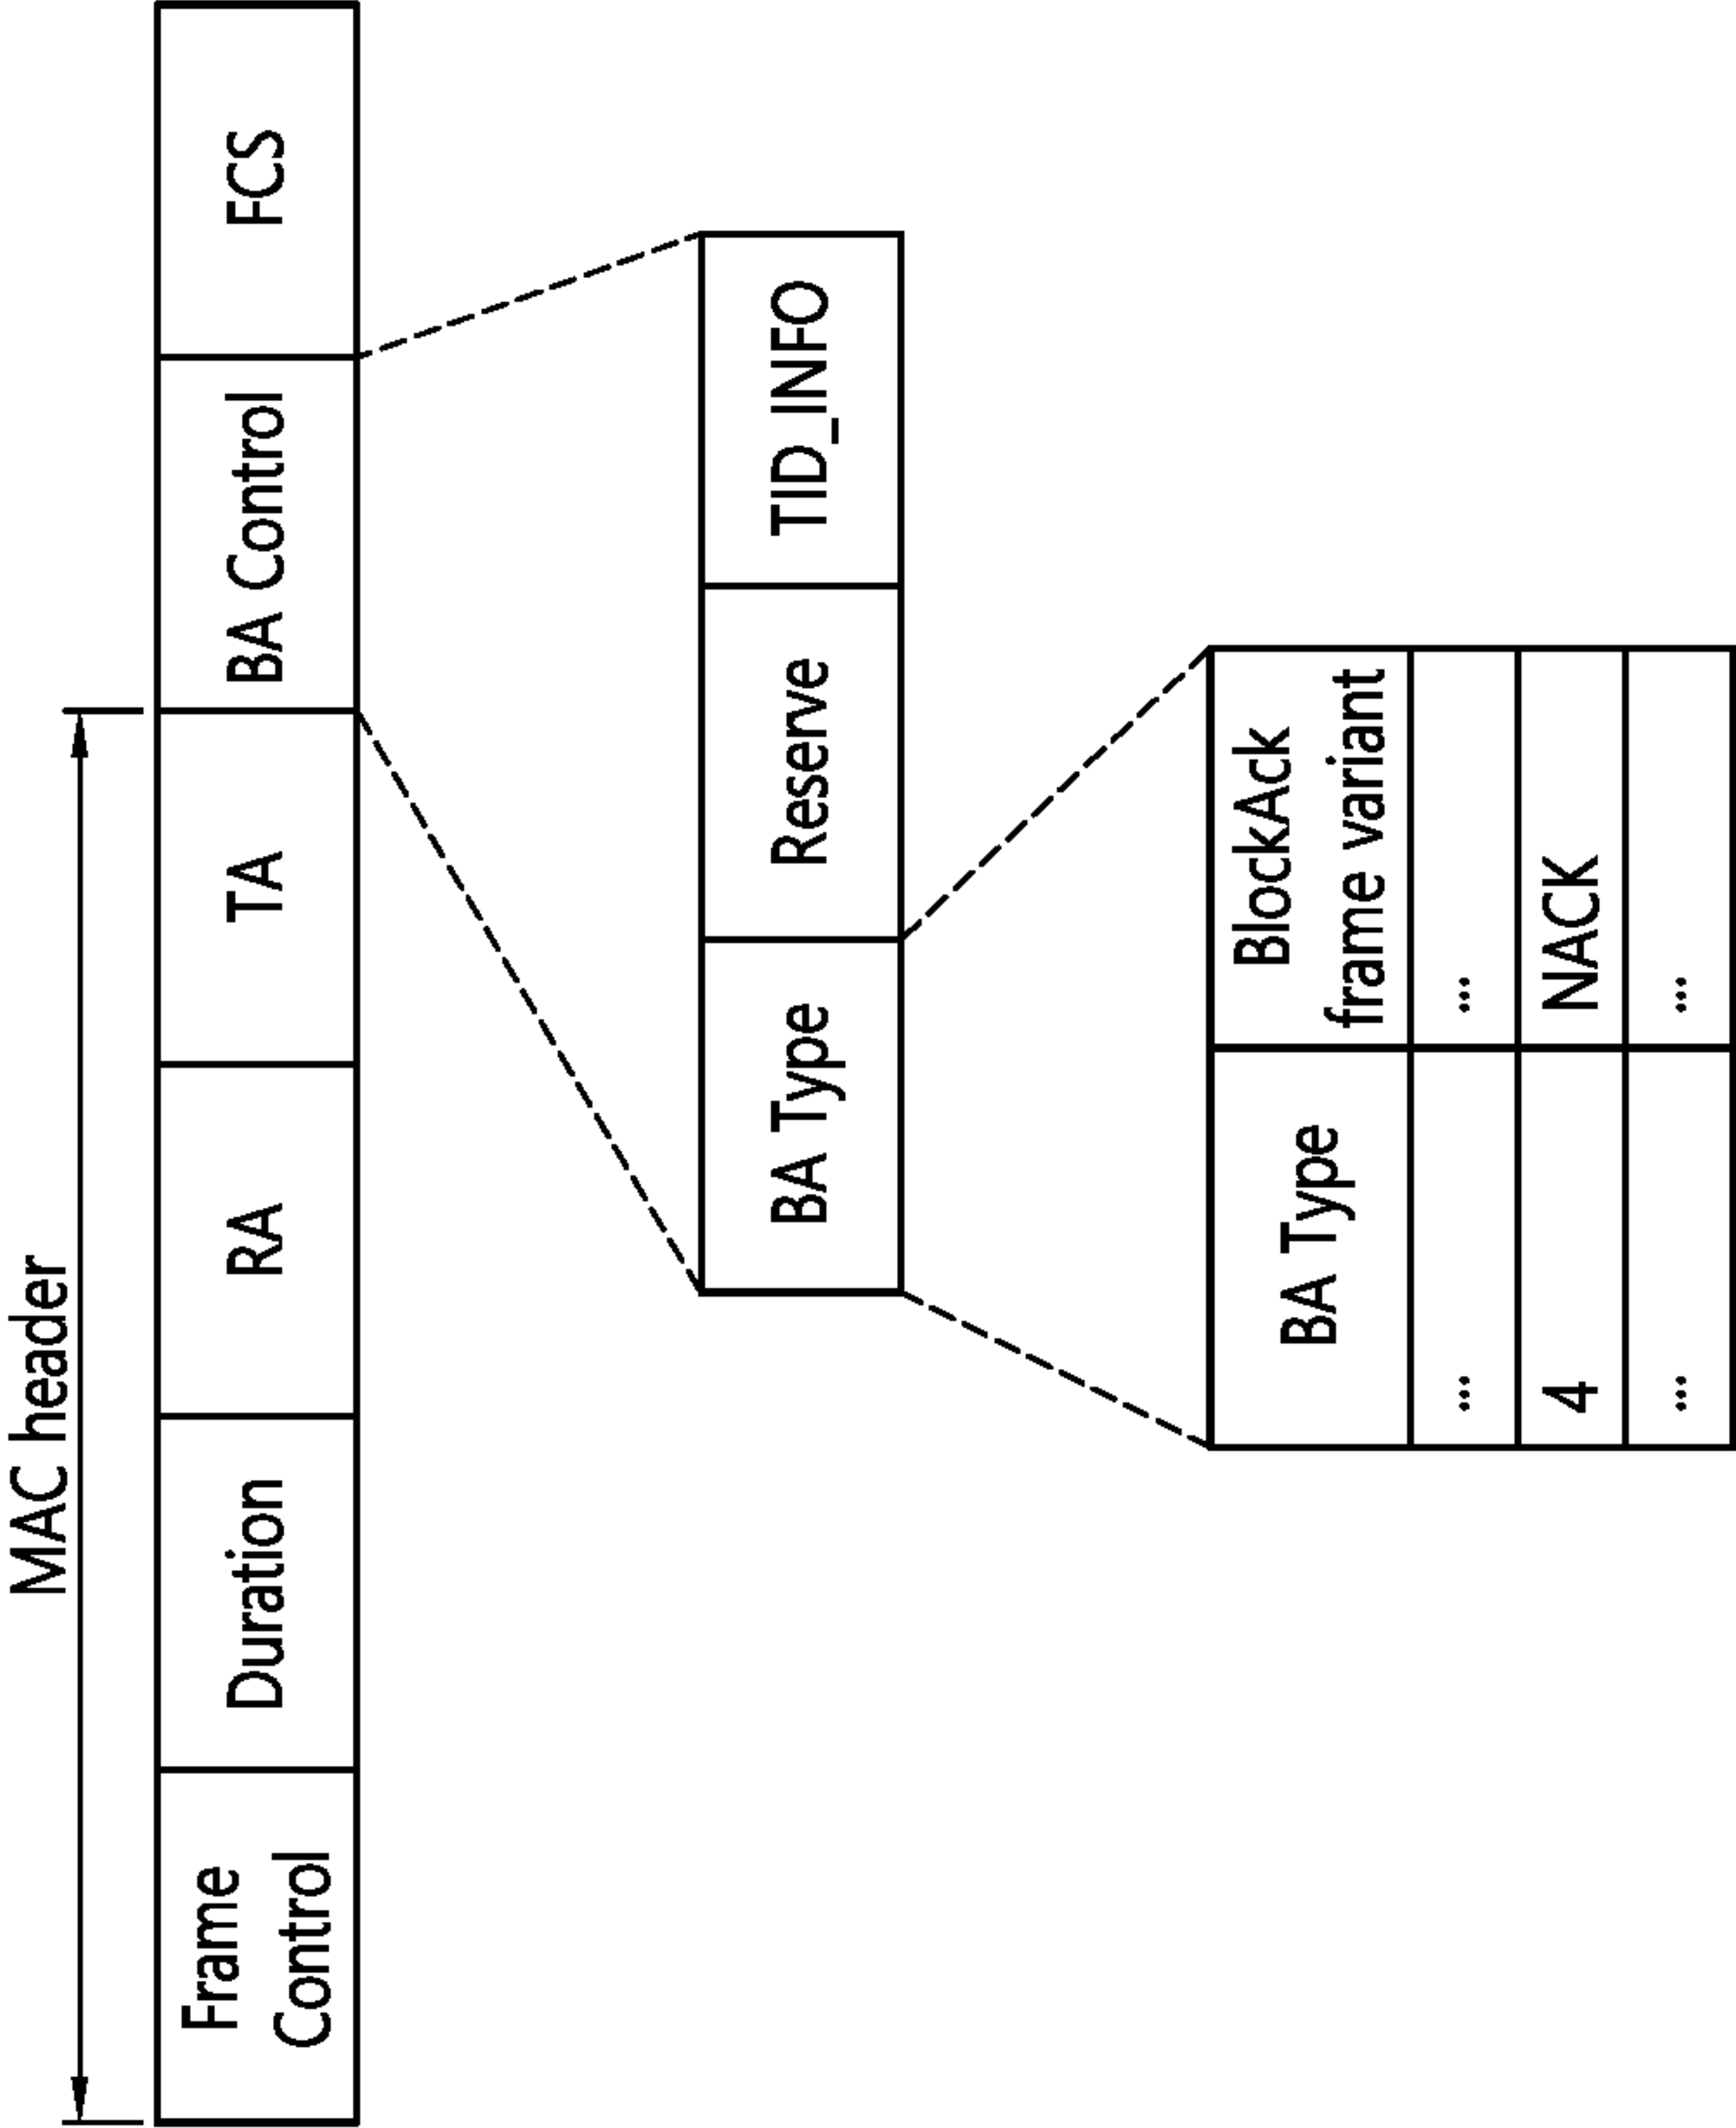 MAC header
Frame
Control
Duration
RA
TA
BA Control
FCS
BA Type
Reserve
TID_INFO
BA Type
BlockAck
frame variant
...
...
4
NACK
...
...